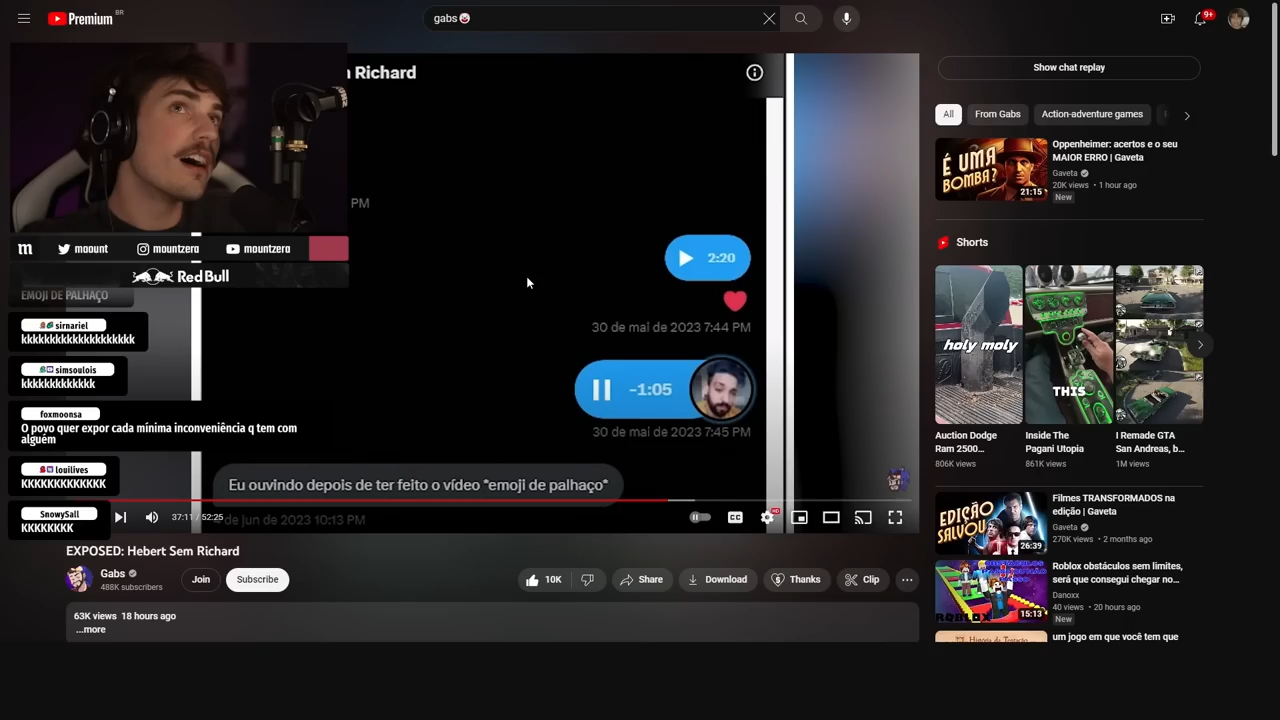 Premium BR
gabs🤡
9+
Richard
PM
2:20
30 de mai de 2023 7:44 PM
-1:05
30 de mai de 2023 7:45 PM
Eu ouvindo depois de ter feito o vídeo *emoji de palhaço*
de jun de 2023 10:13 PM
m moount mountzera mountzera
Red Bull
EMOJI DE PALHAÇO
sirnariel
kkkkkkkkkkkkkkkkkkkk
simsoulois
kkkkkkkkkkkkk
foxmoonsa
O povo quer expor cada mínima inconveniência q tem com
alguém
louilives
KKKKKKKKKKKKK
SnowySall
KKKKKKKK
37:11 / 52:25
CC
HD
EXPOSED: Hebert Sem Richard
Gabs
488K subscribers
Join
Subscribe
10K
Share
Download
Thanks
Clip
63K views 18 hours ago
...more
Show chat replay
All
From Gabs
Action-adventure games
É UMA
BOMBA?
21:15
Oppenheimer: acertos e o seu
MAIOR ERRO | Gaveta
Gaveta
20K views • 1 hour ago
New
Shorts
holy moly
THIS
Auction Dodge
Ram 2500...
806K views
Inside The
Pagani Utopia
861K views
I Remade GTA
San Andreas, b...
1M views
EDIÇÃO
SALVOU
26:39
Filmes TRANSFORMADOS na
edição | Gaveta
Gaveta
270K views • 2 months ago
ROBLOX
15:13
Roblox obstáculos sem limites,
será que consegui chegar no...
Danoxx
40 views • 20 hours ago
New
um jogo em que você tem que